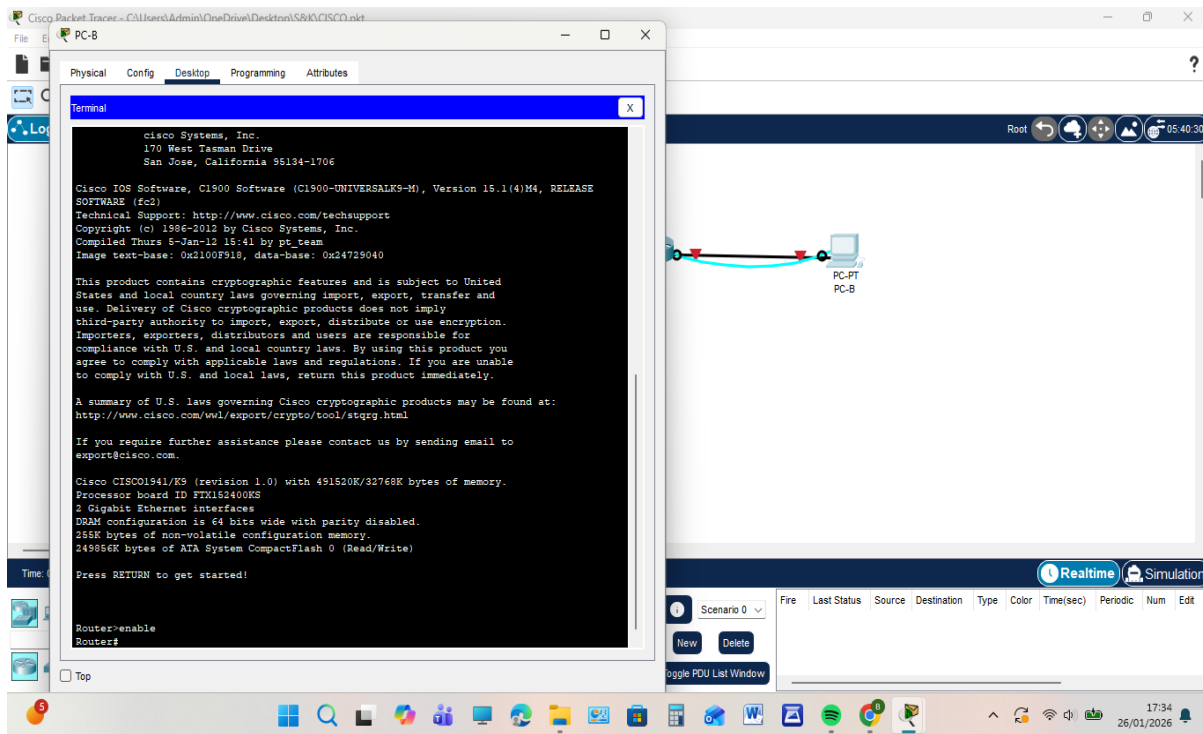 Cisco Packet Tracer - C:\Users\Admin\OneDrive\Desktop\S&K\CISCO.pkt
File
PC-B
?
Physical Config Desktop Programming Attributes
Terminal
X
Root
05:40:30
cisco Systems, Inc.
170 West Tasman Drive
San Jose, California 95134-1706
Cisco IOS Software, C1900 Software (C1900-UNIVERSALK9-M), Version 15.1(4)M4, RELEASE
SOFTWARE (fc2)
Technical Support: http://www.cisco.com/techsupport
Copyright (c) 1986-2012 by Cisco Systems, Inc.
Compiled Thurs 5-Jan-12 15:41 by pt_team
Image text-base: 0x2100F918, data-base: 0x24729040
This product contains cryptographic features and is subject to United
States and local country laws governing import, export, transfer and
use. Delivery of Cisco cryptographic products does not imply
third-party authority to import, export, distribute or use encryption.
Importers, exporters, distributors and users are responsible for
compliance with U.S. and local country laws. By using this product you
agree to comply with applicable laws and regulations. If you are unable
to comply with U.S. and local laws, return this product immediately.
A summary of U.S. laws governing Cisco cryptographic products may be found at:
http://www.cisco.com/wwl/export/crypto/tool/stqrg.html
If you require further assistance please contact us by sending email to
export@cisco.com.
Cisco CISCO1941/K9 (revision 1.0) with 491520K/32768K bytes of memory.
Processor board ID FTX152400KS
2 Gigabit Ethernet interfaces
DRAM configuration is 64 bits wide with parity disabled.
255K bytes of non-volatile configuration memory.
249856K bytes of ATA System CompactFlash 0 (Read/Write)
Press RETURN to get started!
Router>enable
Router#
Top
PC-PT
PC-B
Time:
Realtime
Simulation
Scenario 0
New
Delete
Toggle PDU List Window
Fire Last Status Source Destination Type Color Time(sec) Periodic Num Edit
5
17:34
26/01/2026